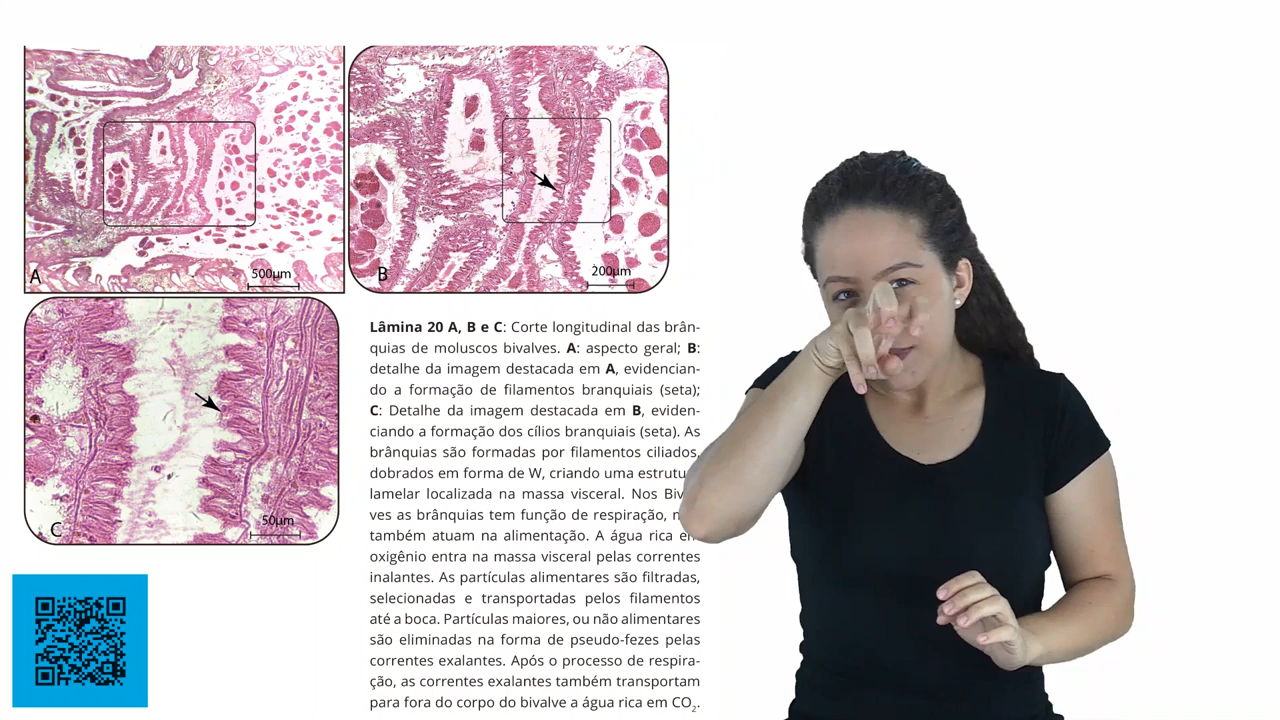 A
500µm
B
200µm
C
50µm
Lâmina 20 A, B e C: Corte longitudinal das brân-
quias de moluscos bivalves. A: aspecto geral; B:
detalhe da imagem destacada em A, evidencian-
do a formação de filamentos branquiais (seta);
C: Detalhe da imagem destacada em B, eviden-
ciando a formação dos cílios branquiais (seta). As
brânquias são formadas por filamentos ciliados,
dobrados em forma de W, criando uma
lamelar localizada na massa visceral. Nos
ves as brânquias tem função de respiração,
também atuam na alimentação. A água rica
oxigênio entra na massa visceral pelas correntes
inalantes. As partículas alimentares são filtradas,
selecionadas e transportadas pelos filamentos
até a boca. Partículas maiores, ou não alimentares
são eliminadas na forma de pseudo-fezes pelas
correntes exalantes. Após o processo de respira-
ção, as correntes exalantes também transportam
para fora do corpo do bivalve a água rica em CO₂.